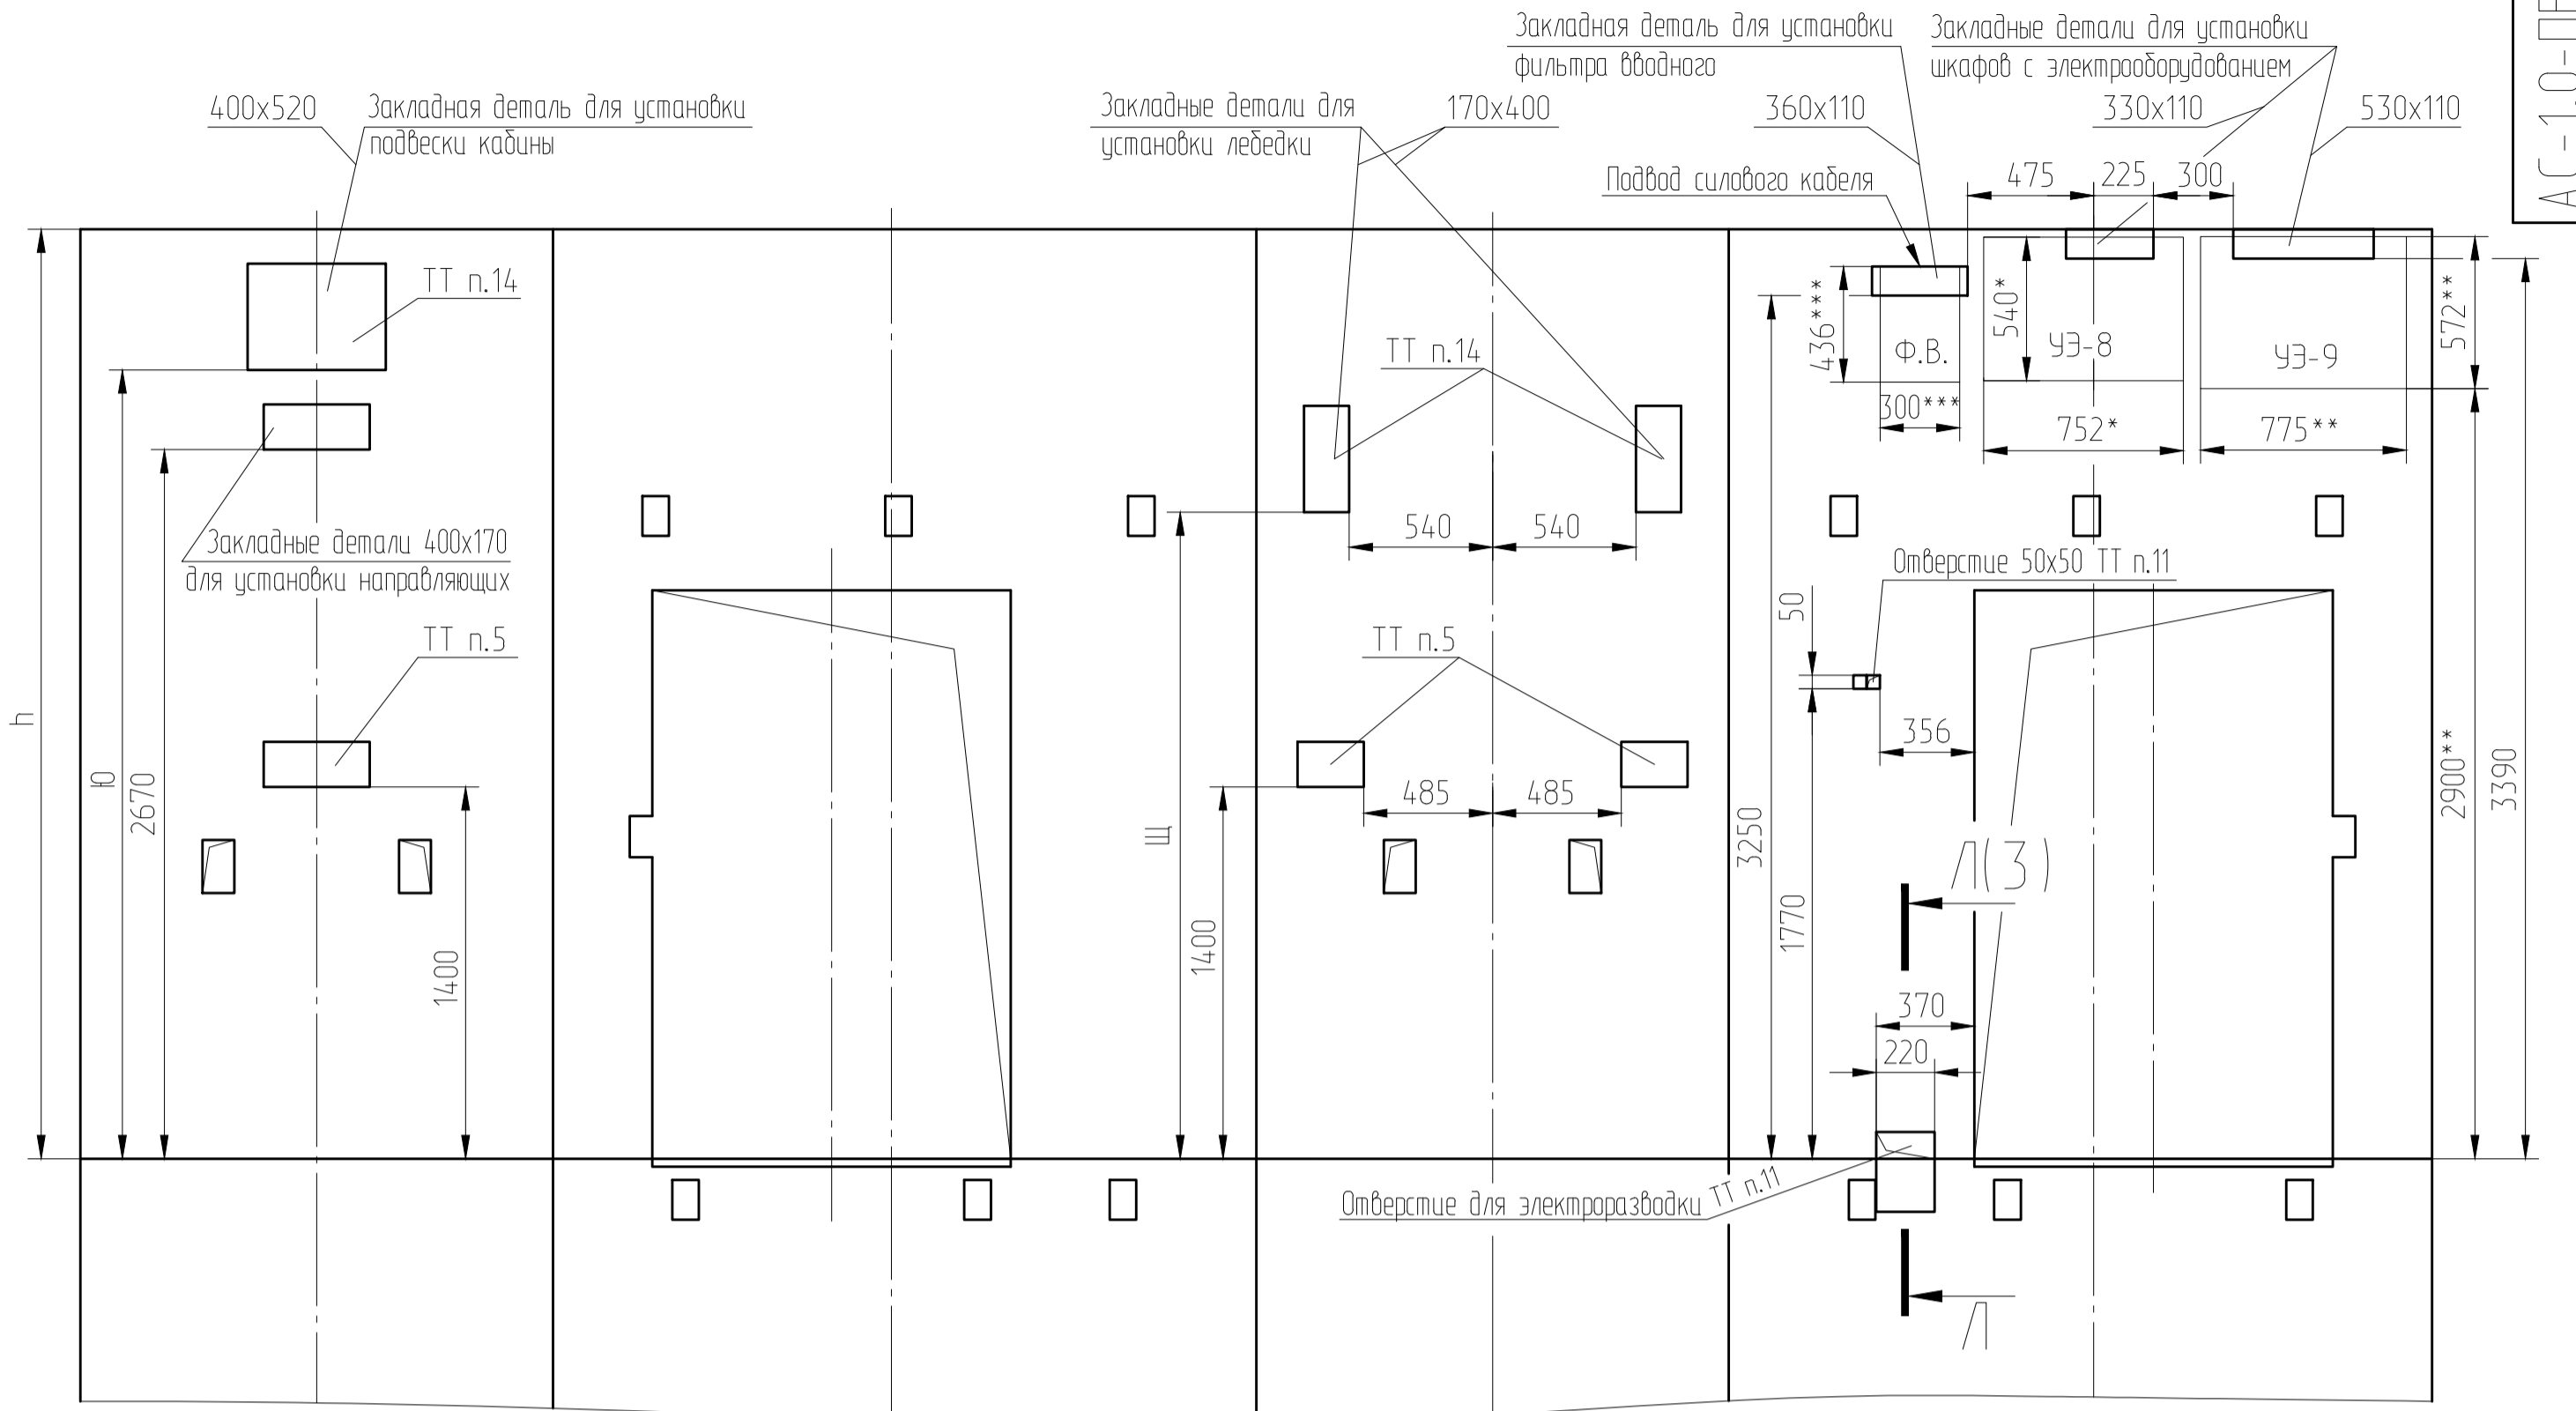 Закладная деталь для установки
фильтра вводного
Закладные детали для установки
шкафов с электрооборудованием
400х520
Закладная деталь для установки
подвески кабины
Закладные детали для
установки лебедки
170х400
360х110
330х110
530х110
Подвод силового кабеля
475
225
300
ТТ п.14
ТТ п.14
436***
540*
572**
Ф.В.
УЭ-8
УЭ-9
300***
752*
775**
540
540
Закладные детали 400х170
для установки направляющих
Отверстие 50х50 ТТ п.11
50
ТТ п.5
ТТ п.5
356
h
Ю
2670
1400
485
485
Щ
1400
3250
1770
2900**
3390
Л(3)
370
220
Отверстие для электроразводки ТТ п.11
Л